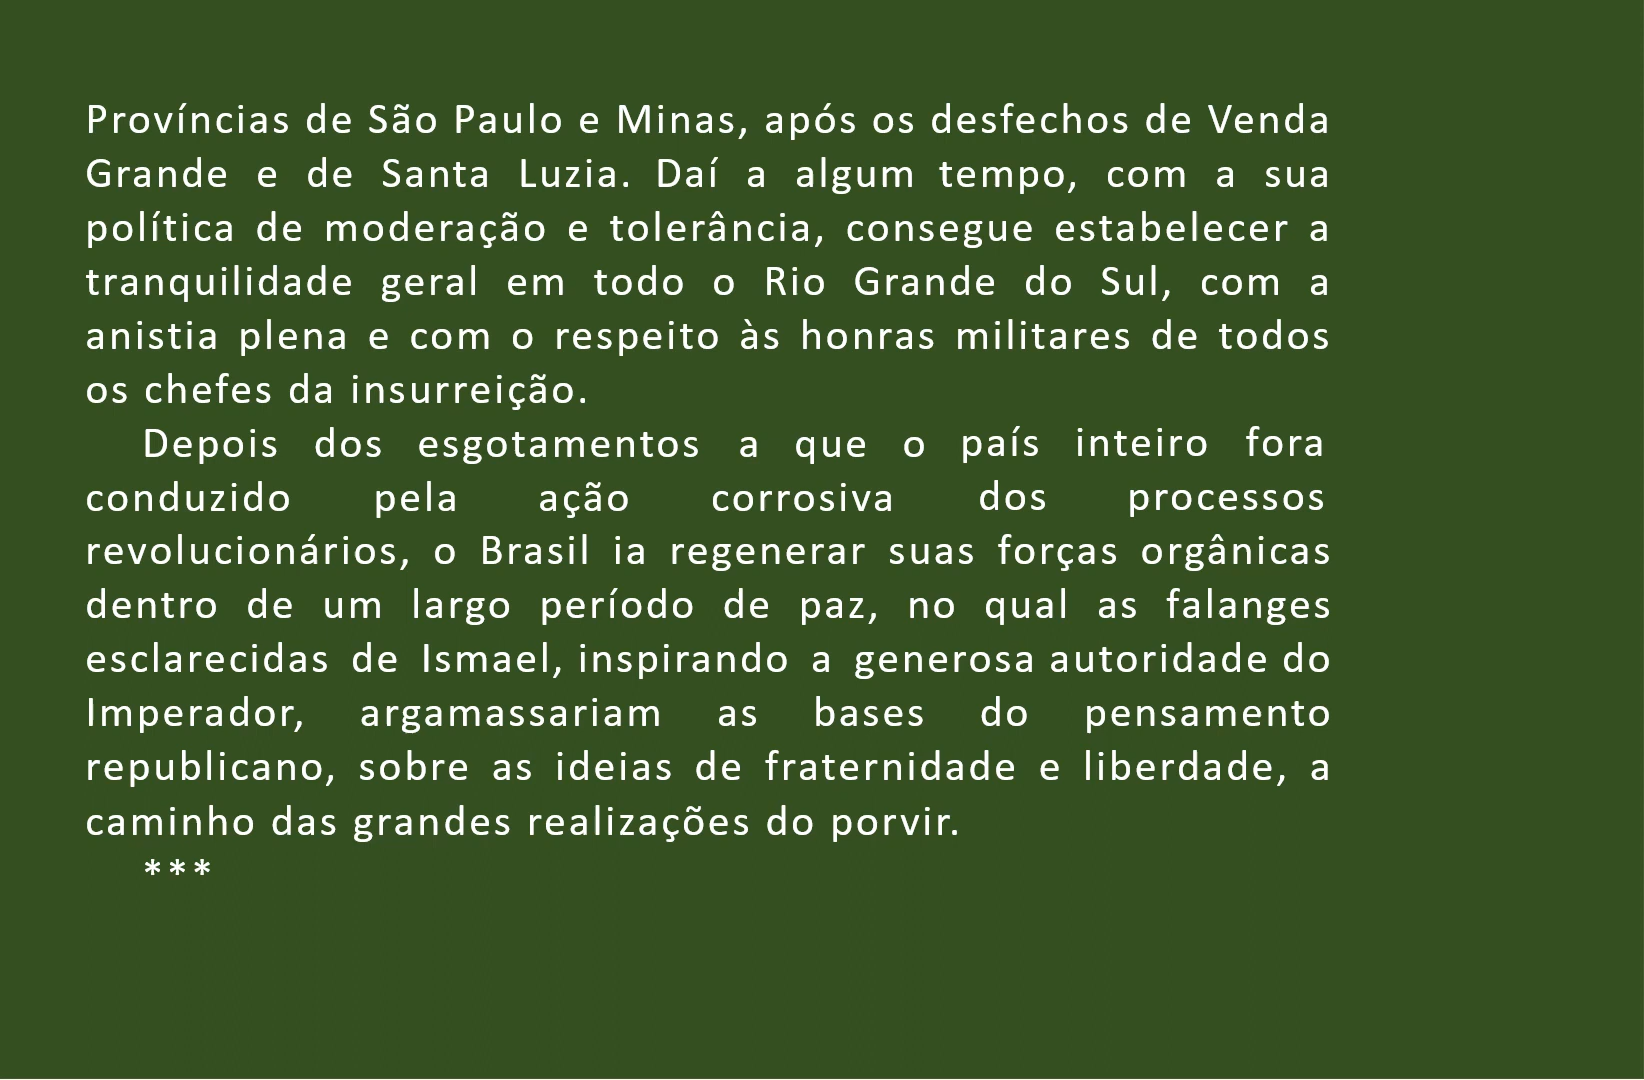 Províncias de São Paulo e Minas, após os desfechos de Venda
Grande e de Santa Luzia. Daí a algum tempo, com a sua
política de moderação e tolerância, consegue estabelecer a
tranquilidade geral em todo o Rio Grande do Sul, com a
anistia plena e com o respeito às honras militares de todos
os chefes da insurreição.
Depois dos esgotamentos a que o país inteiro fora
conduzido pela ação corrosiva dos processos
revolucionários, o Brasil ia regenerar suas forças orgânicas
dentro de um largo período de paz, no qual as falanges
esclarecidas de Ismael, inspirando a generosa autoridade do
Imperador, argamassariam as bases do pensamento
republicano, sobre as ideias de fraternidade e liberdade, a
caminho das grandes realizações do porvir.
***